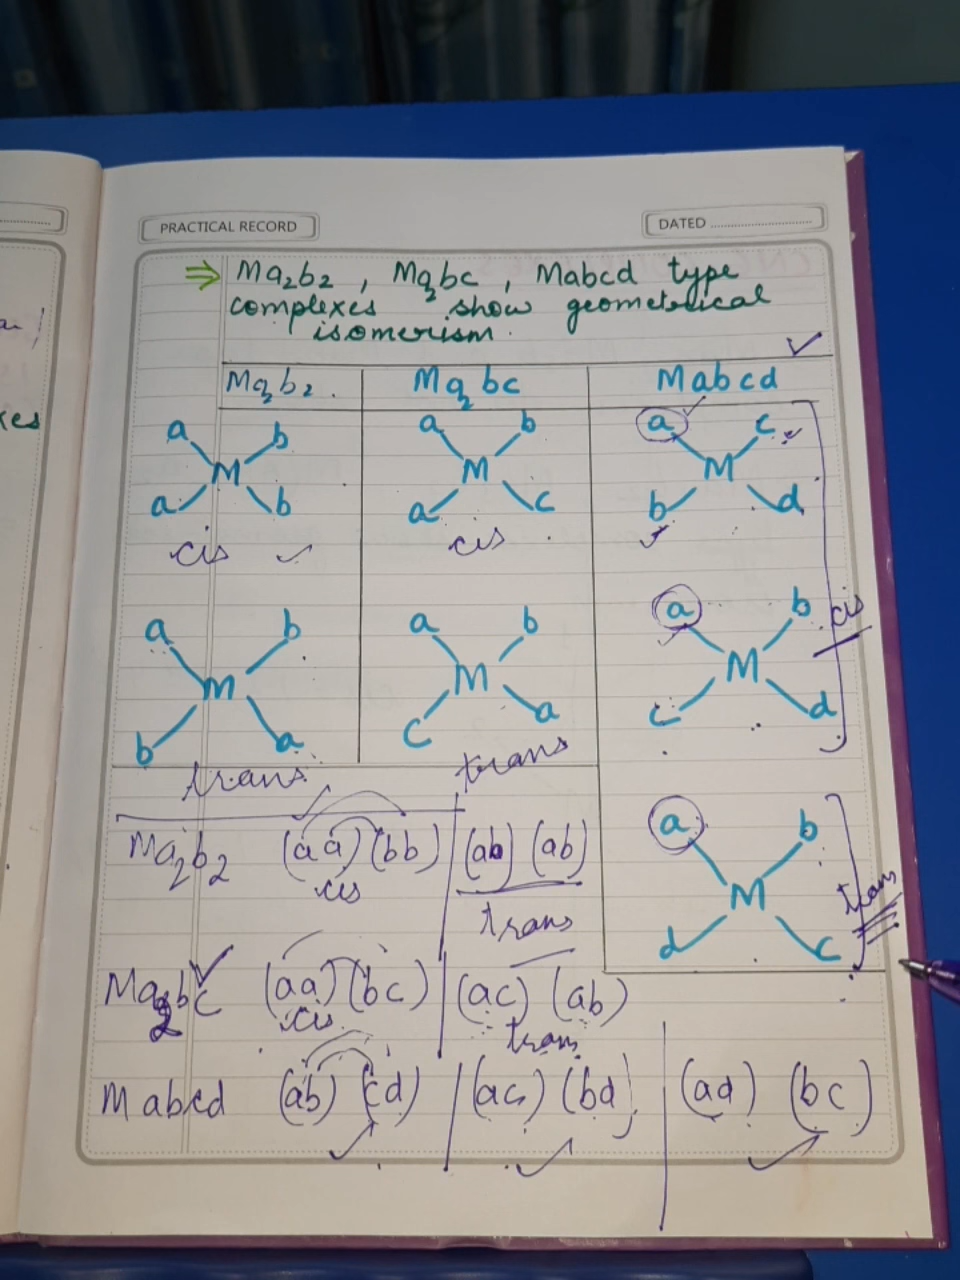 PRACTICAL RECORD
DATED
⇒ Ma₂b₂ , Ma₂bc , Mabcd type
complexes show geometrical
isomerism.
Ma₂b₂ . Ma₂bc Mabcd
a b a b a c
M M M
a b a c b d
cis cis
a b a b a b
M M M
b a c a c d
cis
trans trans
a b
M
d c
trans
Ma₂b₂ (aa) (bb) (ab) (ab)
cis trans
Ma₂bc (aa) (bc) (ac) (ab)
cis trans
Mabcd (ab) (cd) (ac) (bd) (ad) (bc)